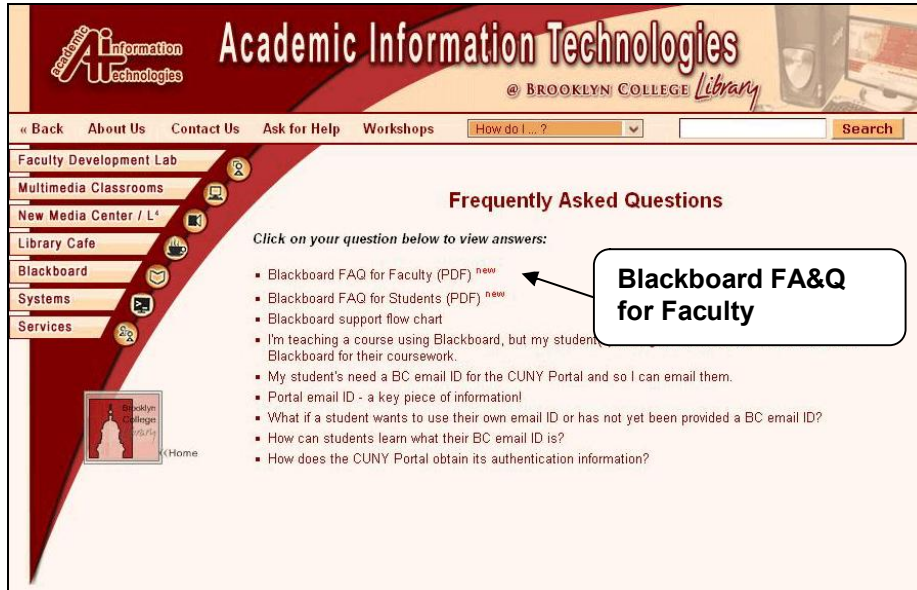 academic Information Technologies
Academic Information Technologies
@ BROOKLYN COLLEGE Library
« Back About Us Contact Us Ask for Help Workshops How do I ... ? Search
Faculty Development Lab
Multimedia Classrooms
New Media Center / L⁴
Library Cafe
Blackboard
Systems
Services
Frequently Asked Questions
Click on your question below to view answers:
▪ Blackboard FAQ for Faculty (PDF) new
▪ Blackboard FAQ for Students (PDF) new
▪ Blackboard support flow chart
▪ I'm teaching a course using Blackboard, but my student
Blackboard for their coursework.
▪ My student's need a BC email ID for the CUNY Portal and so I can email them.
▪ Portal email ID - a key piece of information!
▪ What if a student wants to use their own email ID or has not yet been provided a BC email ID?
▪ How can students learn what their BC email ID is?
▪ How does the CUNY Portal obtain its authentication information?
Blackboard FA&Q
for Faculty
Brooklyn
College
Library
‹‹Home